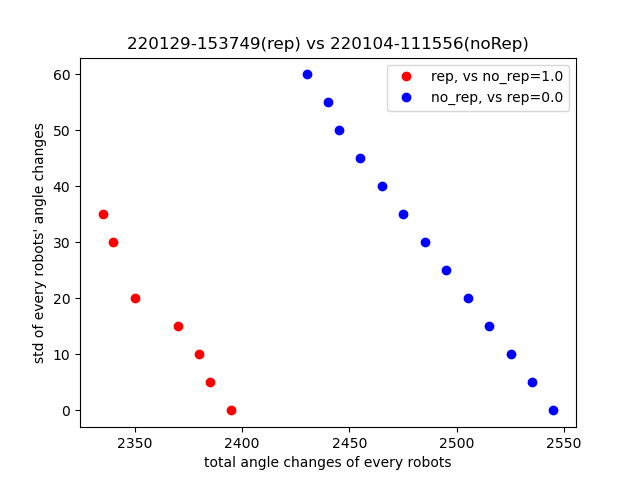 220129-153749(rep) vs 220104-111556(noRep)
rep, vs no_rep=1.0
no_rep, vs rep=0.0
std of every robots' angle changes
60
50
40
30
20
10
0
2350 2400 2450 2500 2550
total angle changes of every robots